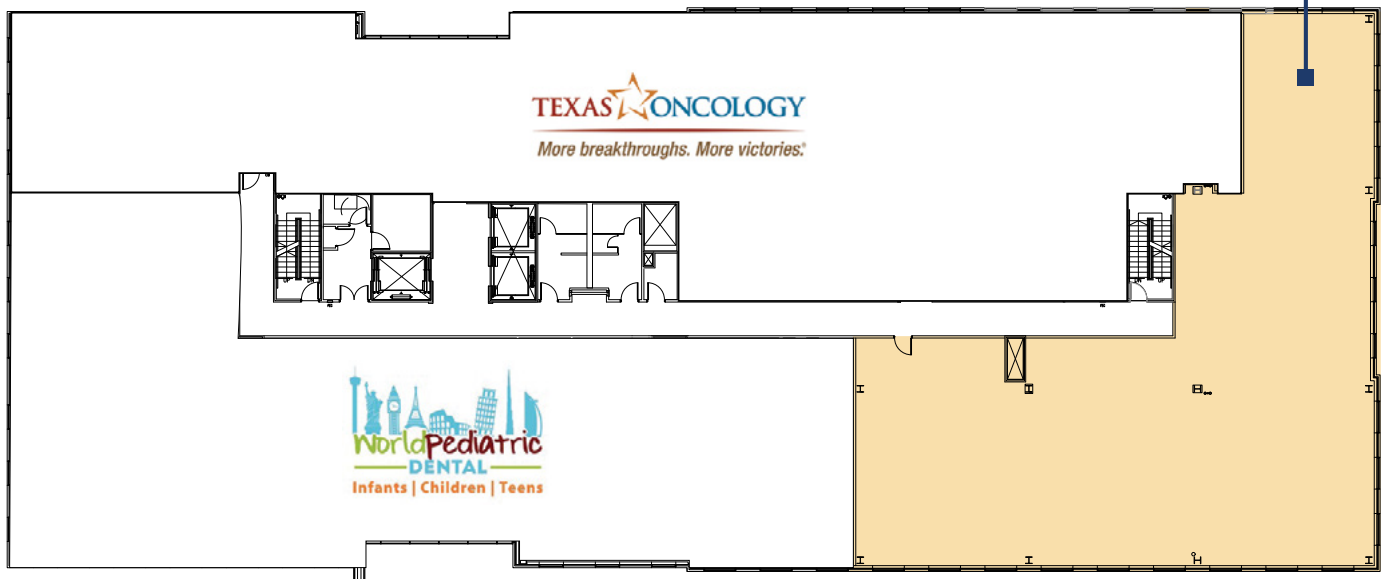 TEXAS ONCOLOGY
More breakthroughs. More victories.®
WorldPediatric
DENTAL
Infants | Children | Teens